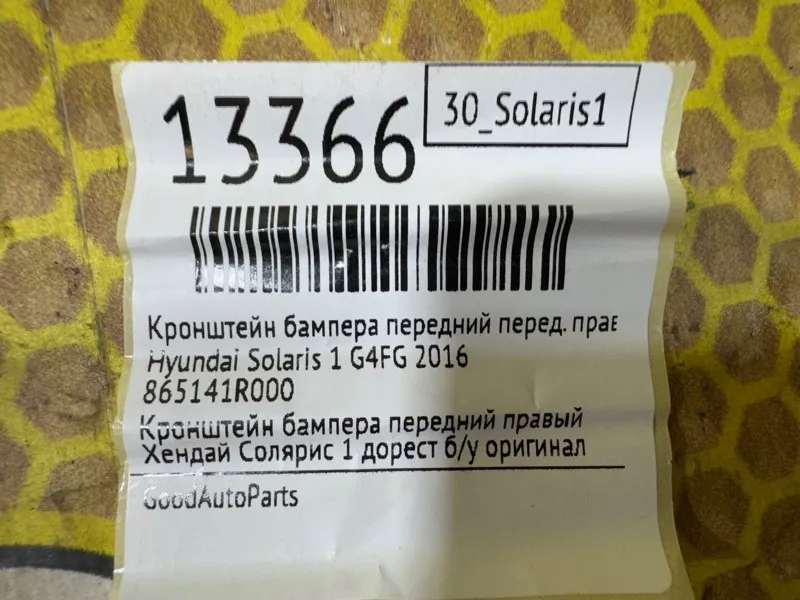 13366
30_Solaris1
Кронштейн бампера передний перед. прав
Hyundai Solaris 1 G4FG 2016
865141R000
Кронштейн бампера передний правый
Хендай Солярис 1 дорест б/у оригинал
GoodAutoParts